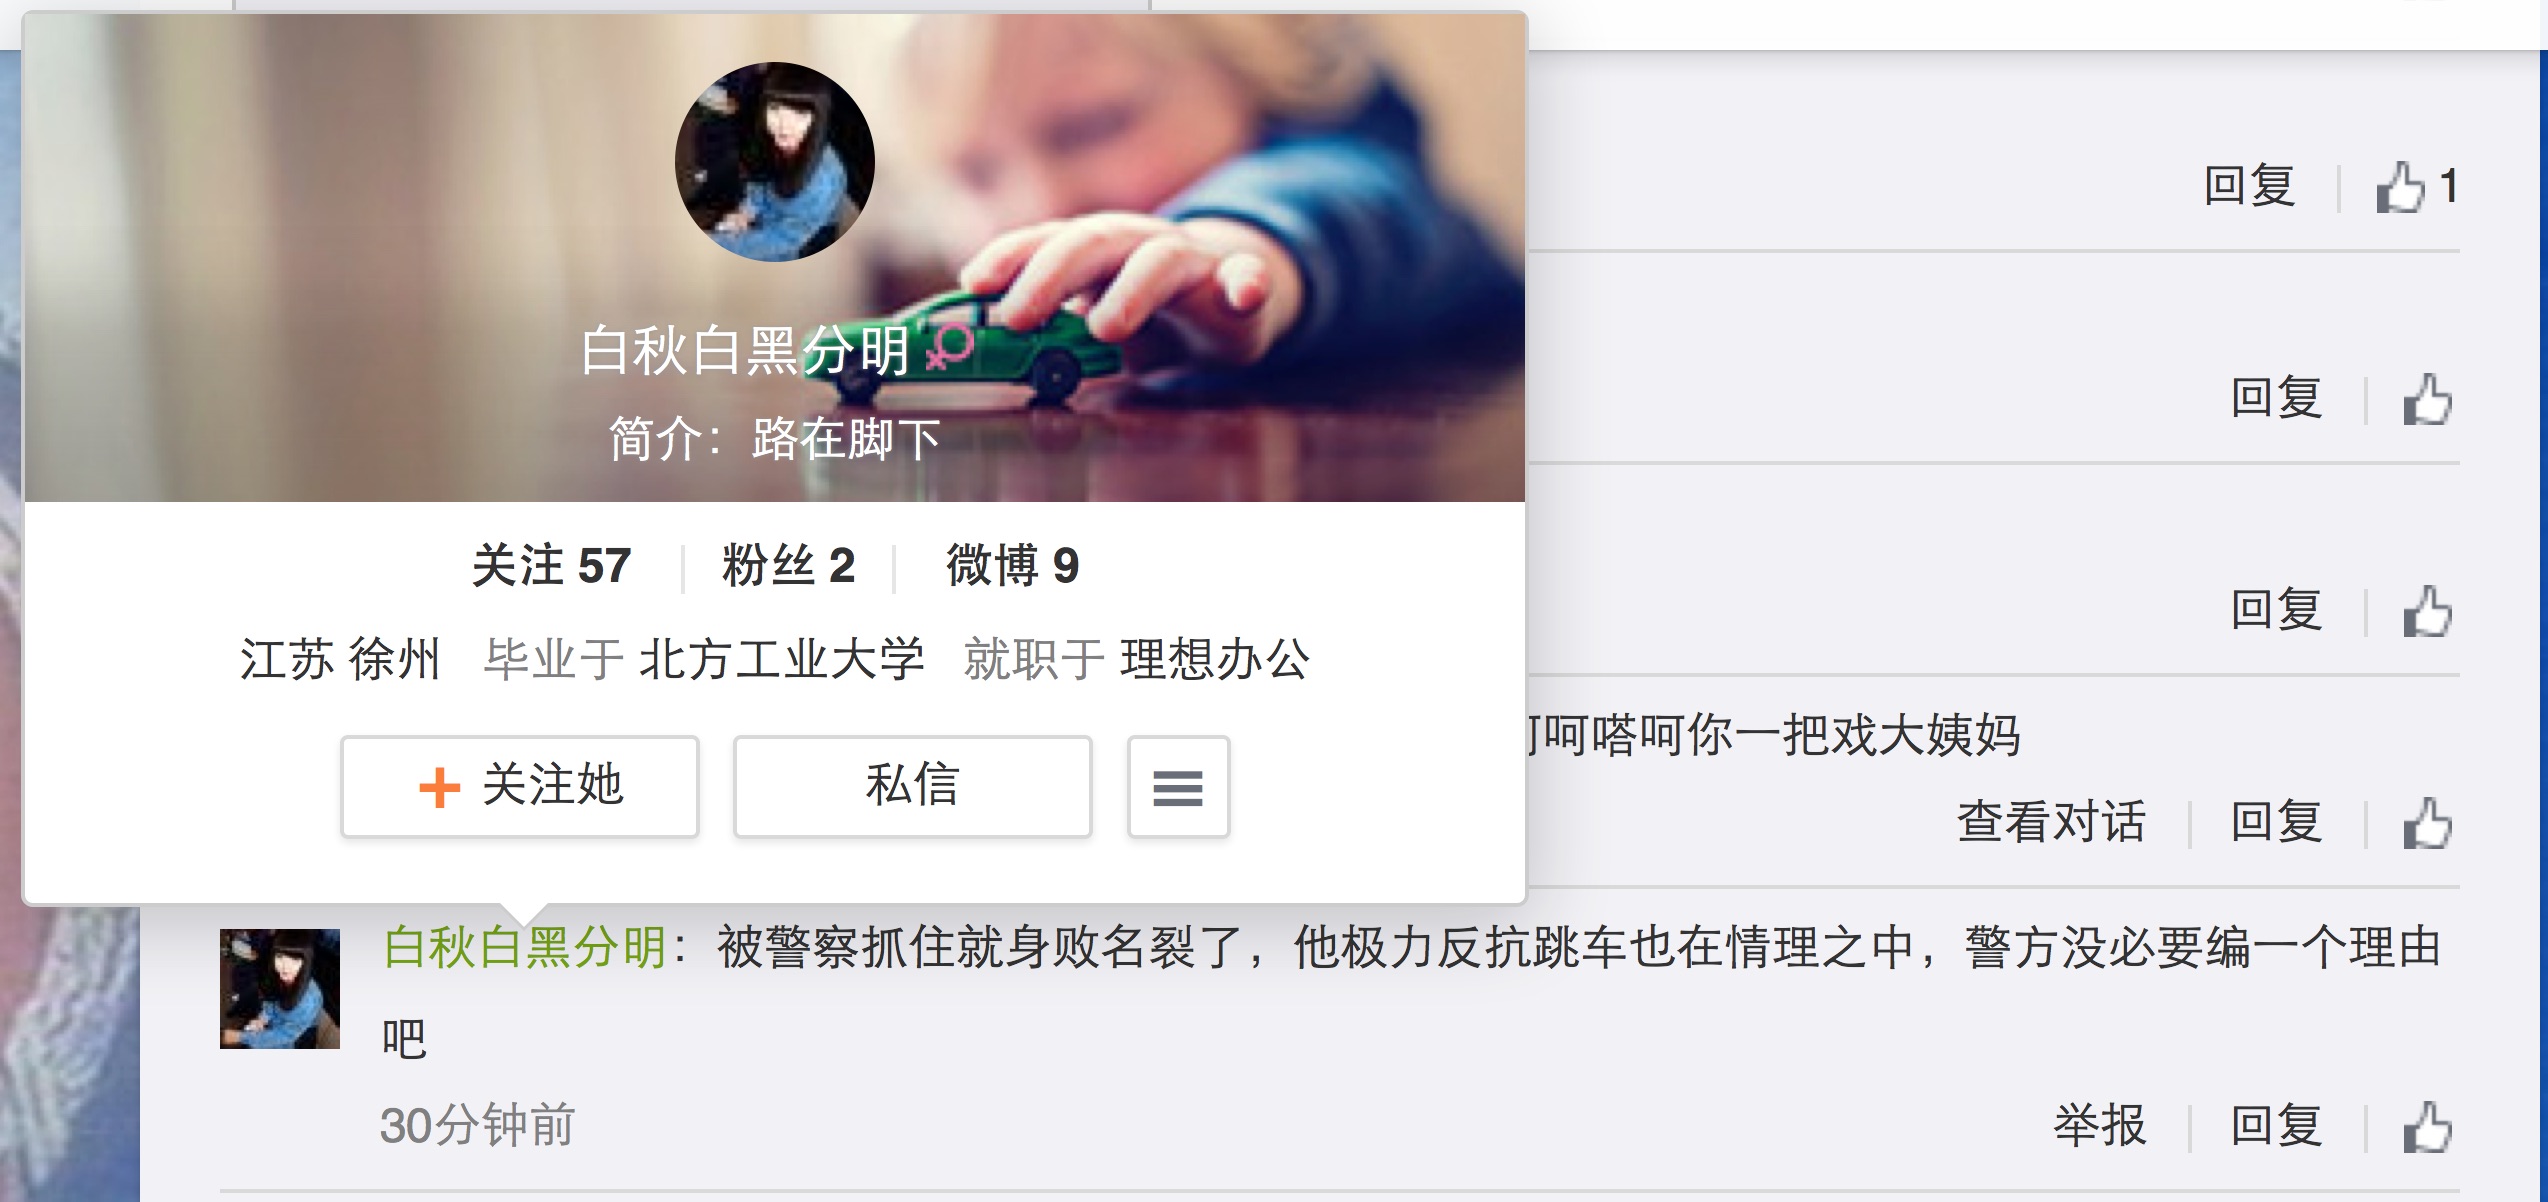 白秋白黑分明
简介：路在脚下
关注 57 粉丝 2 微博 9
江苏 徐州 毕业于 北方工业大学 就职于 理想办公
+ 关注她 私信
回复 1
回复
回复
呵嗒呵你一把戏大姨妈
查看对话 回复
白秋白黑分明：被警察抓住就身败名裂了，他极力反抗跳车也在情理之中，警方没必要编一个理由
吧
30分钟前 举报 回复